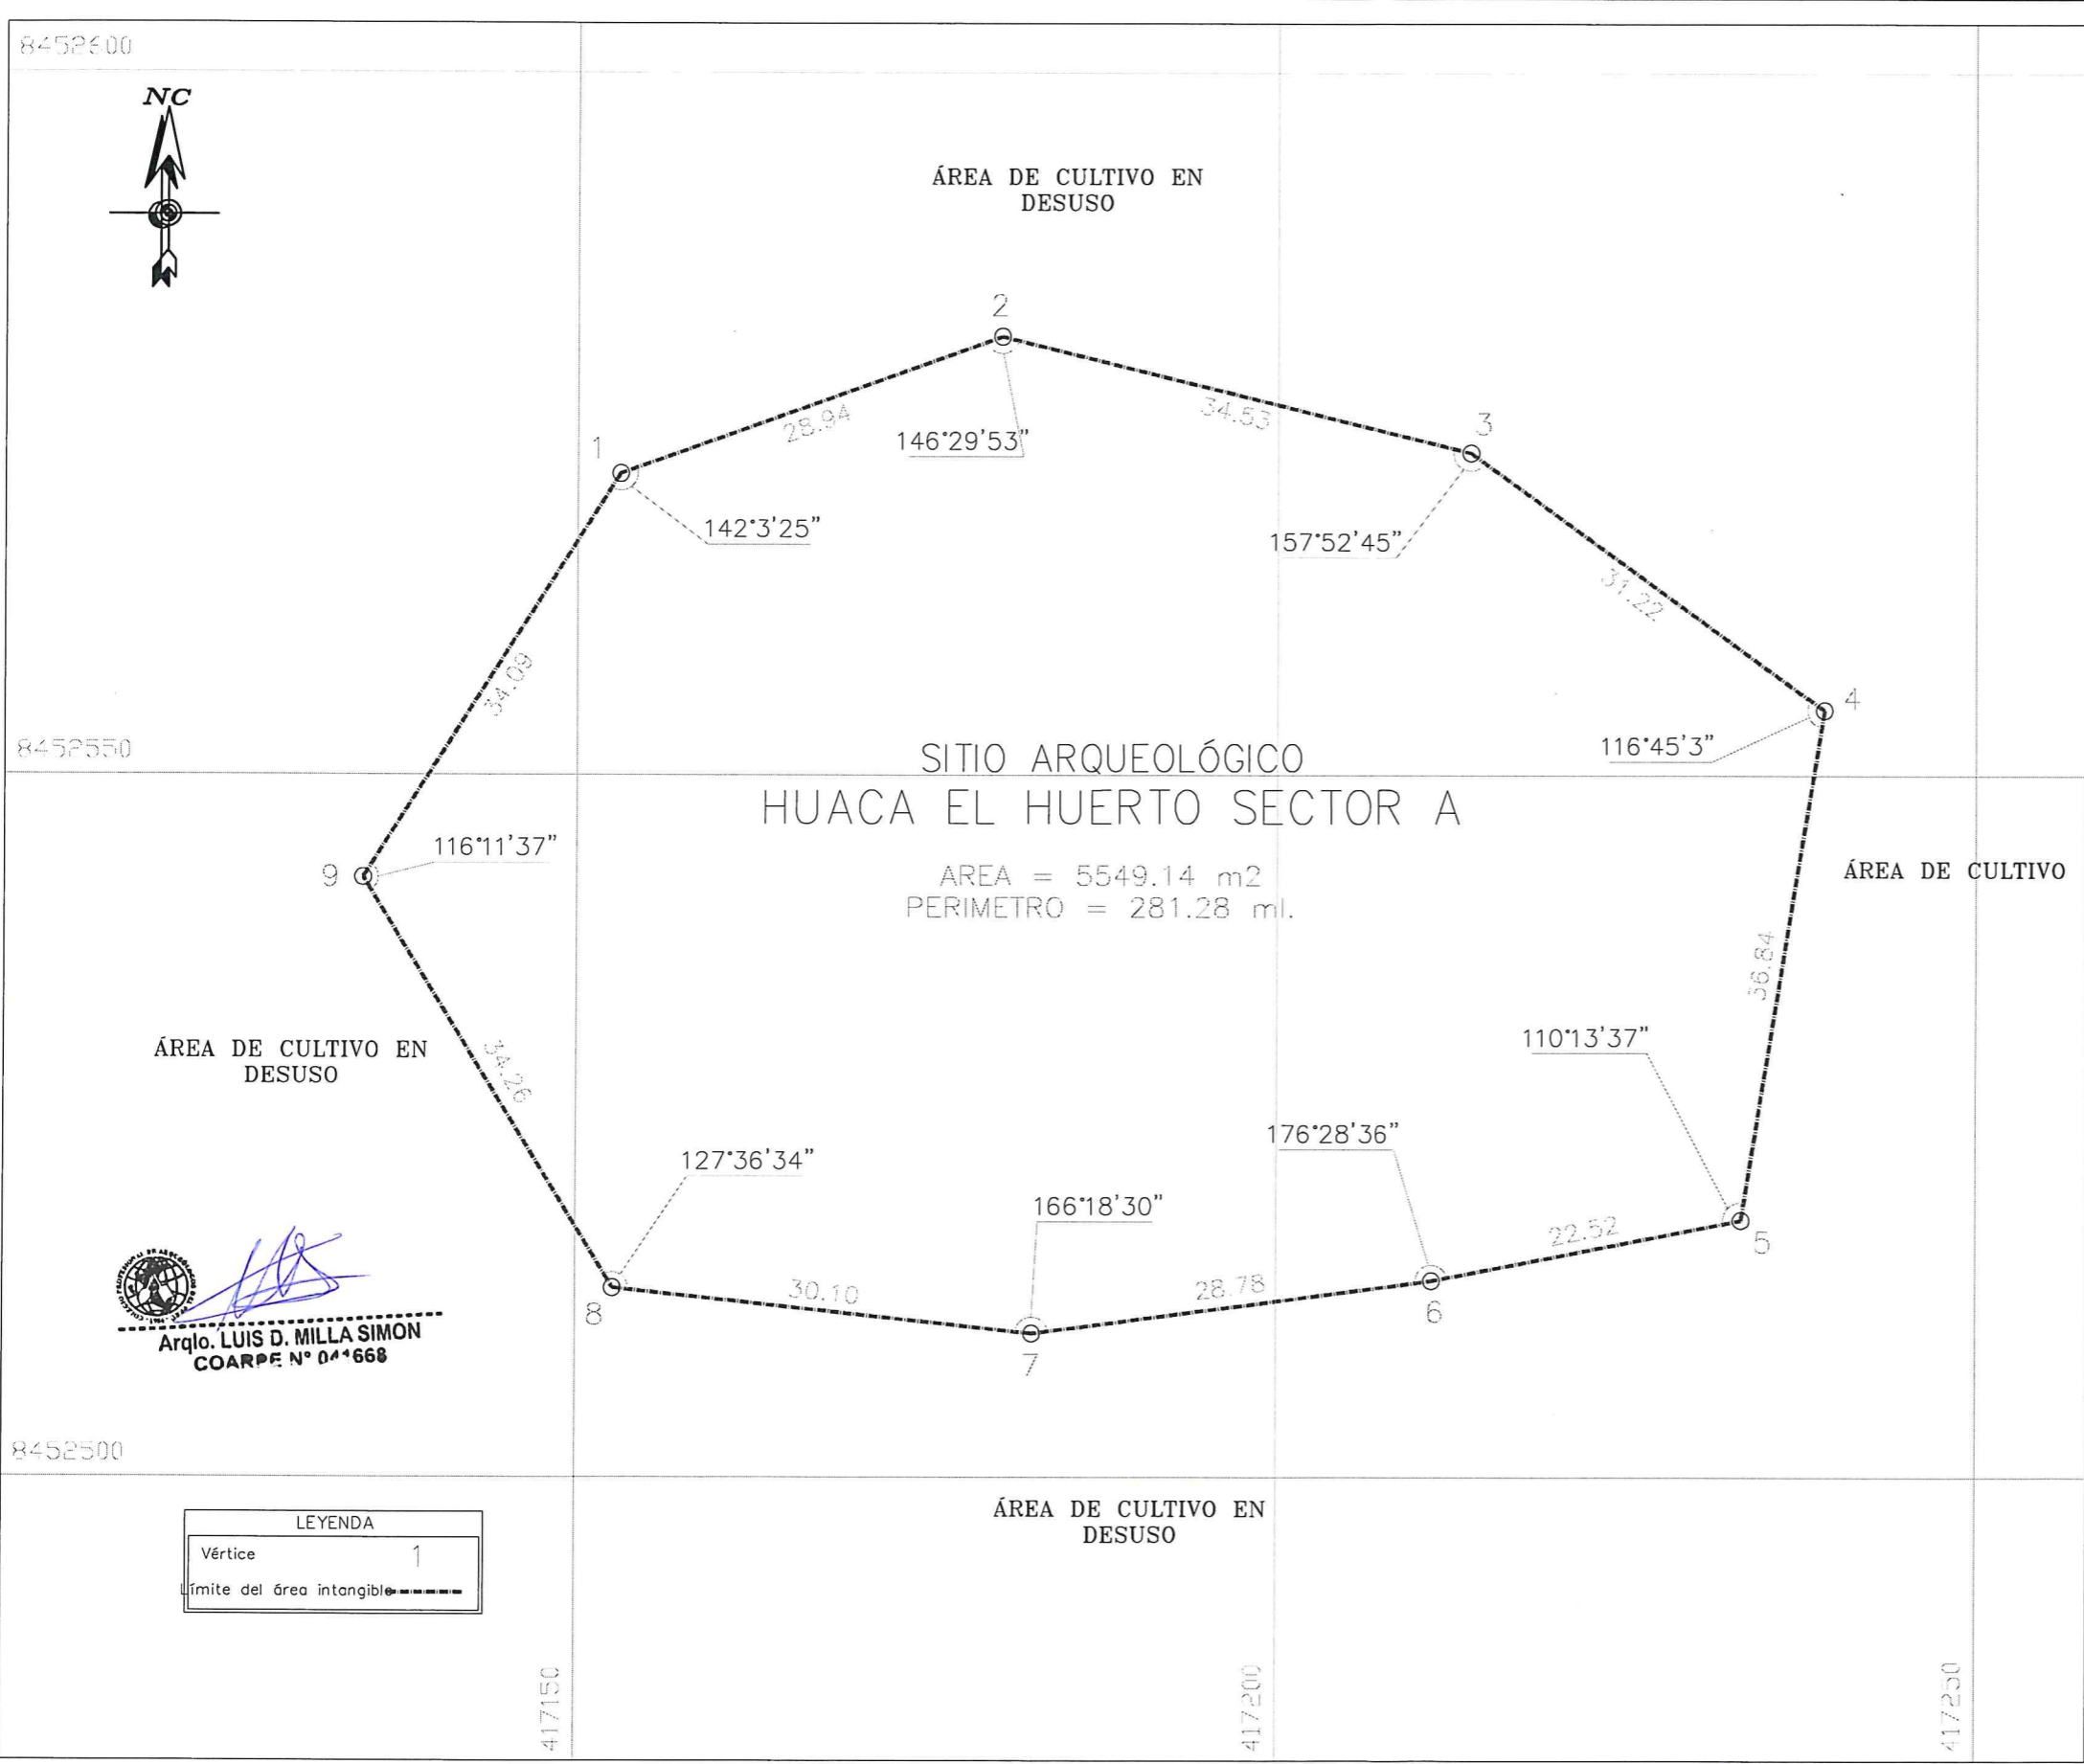 8452600
NC
ÁREA DE CULTIVO EN
DESUSO
2
28.94
34.53
3
1
146°29'53"
142°3'25"
157°52'45"
31.22
34.09
4
8452550
SITIO ARQUEOLÓGICO
116°45'3"
HUACA EL HUERTO SECTOR A
116°11'37"
9
AREA = 5549.14 m2
ÁREA DE CULTIVO
PERIMETRO = 281.28 ml.
36.84
ÁREA DE CULTIVO EN
DESUSO
34.26
110°13'37"
176°28'36"
127°36'34"
166°18'30"
22.52
5
30.10
28.78
8
6
7
Arqlo. LUIS D. MILLA SIMON
COARPE N° 041668
8452500
ÁREA DE CULTIVO EN
DESUSO
LEYENDA
Vértice 1
Límite del área intangible
417150
417200
417250